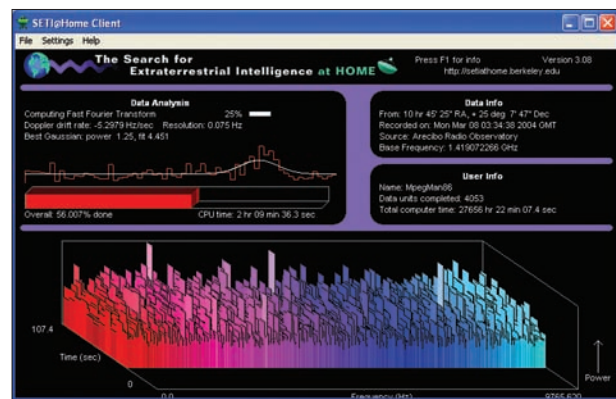 SETI@Home Client
File Settings Help
The Search for
Extraterrestrial Intelligence at HOME
Press F1 for info Version 3.08
http://setiathome.berkeley.edu
Data Analysis
Computing Fast Fourier Transform 25%
Doppler drift rate: -5.2979 Hz/sec Resolution: 0.075 Hz
Best Gaussian: power 1.25, fit 4.451
Overall: 56.007% done CPU time: 2 hr 09 min 36.3 sec
Data Info
From: 10 hr 45' 25" RA, + 25 deg 7' 47" Dec
Recorded on: Mon Mar 08 03:34:38 2004 GMT
Source: Arecibo Radio Observatory
Base Frequency: 1.419072266 GHz
User Info
Name: MpegMan86
Data units completed: 4053
Total computer time: 27656 hr 22 min 07.4 sec
107.4
Time (sec)
0
0.0 Frequency (Hz) 9765.620
Power